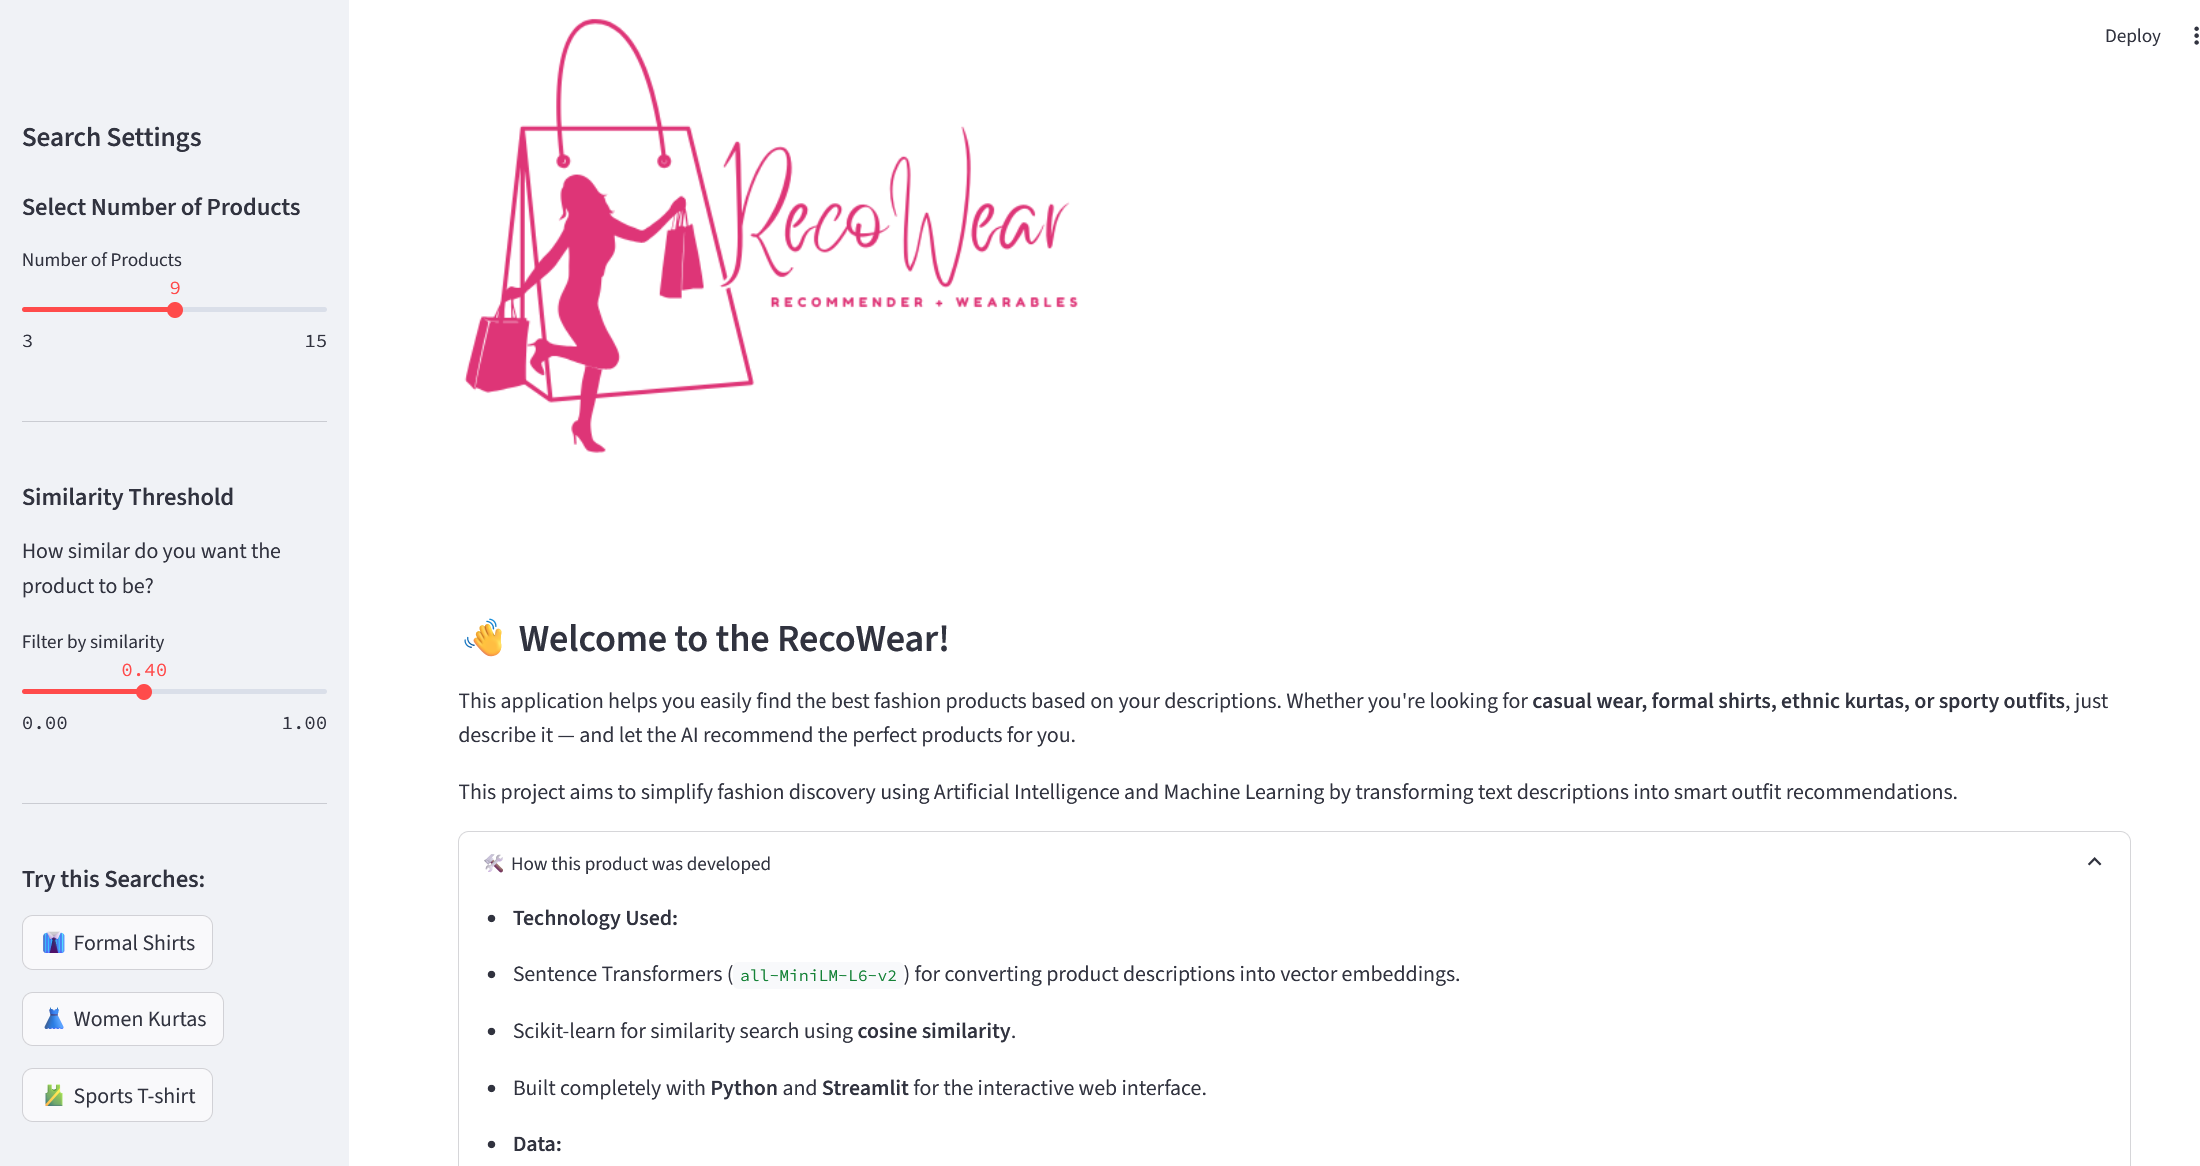 Deploy
Search Settings
Select Number of Products
Number of Products
9
3 15
Similarity Threshold
How similar do you want the
product to be?
Filter by similarity
0.40
0.00 1.00
Try this Searches:
Formal Shirts
Women Kurtas
Sports T-shirt
RecoWear
RECOMMENDER + WEARABLES
👋 Welcome to the RecoWear!
This application helps you easily find the best fashion products based on your descriptions. Whether you're looking for casual wear, formal shirts, ethnic kurtas, or sporty outfits, just
describe it — and let the AI recommend the perfect products for you.
This project aims to simplify fashion discovery using Artificial Intelligence and Machine Learning by transforming text descriptions into smart outfit recommendations.
🛠 How this product was developed
• Technology Used:
• Sentence Transformers ( all-MiniLM-L6-v2 ) for converting product descriptions into vector embeddings.
• Scikit-learn for similarity search using cosine similarity.
• Built completely with Python and Streamlit for the interactive web interface.
• Data: